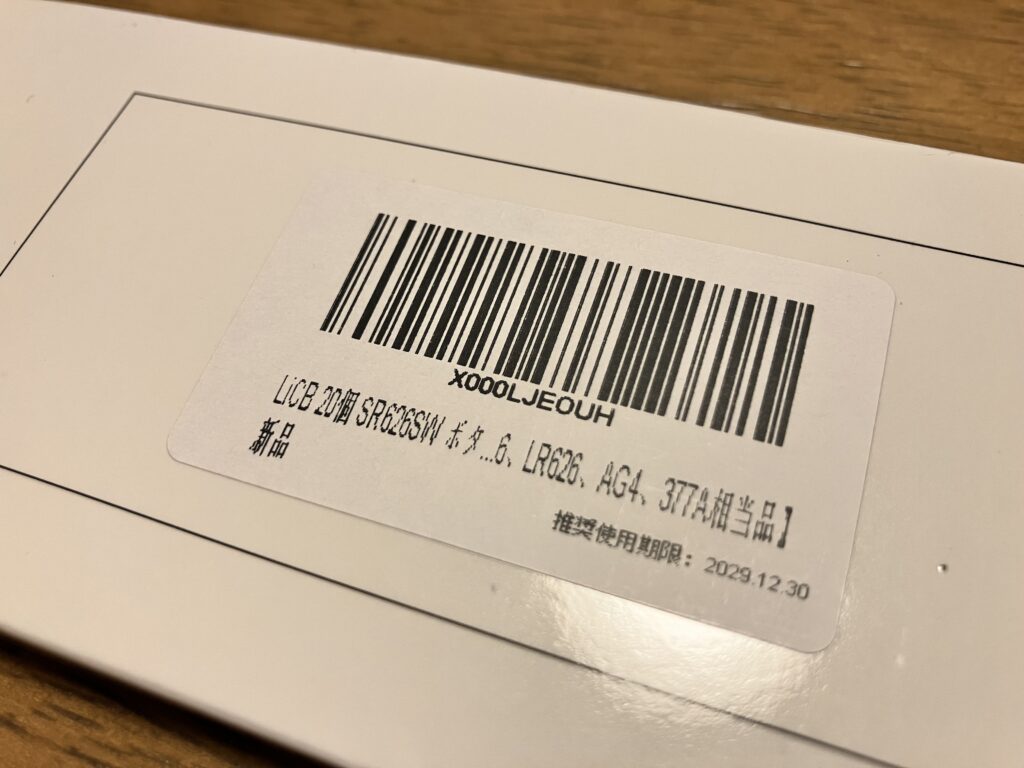 X000LJEOUH
LiCB 20個 SR626SW ボタ...6、LR626、AG4、377A相当品】
新品
推奨使用期限：2029.12.30